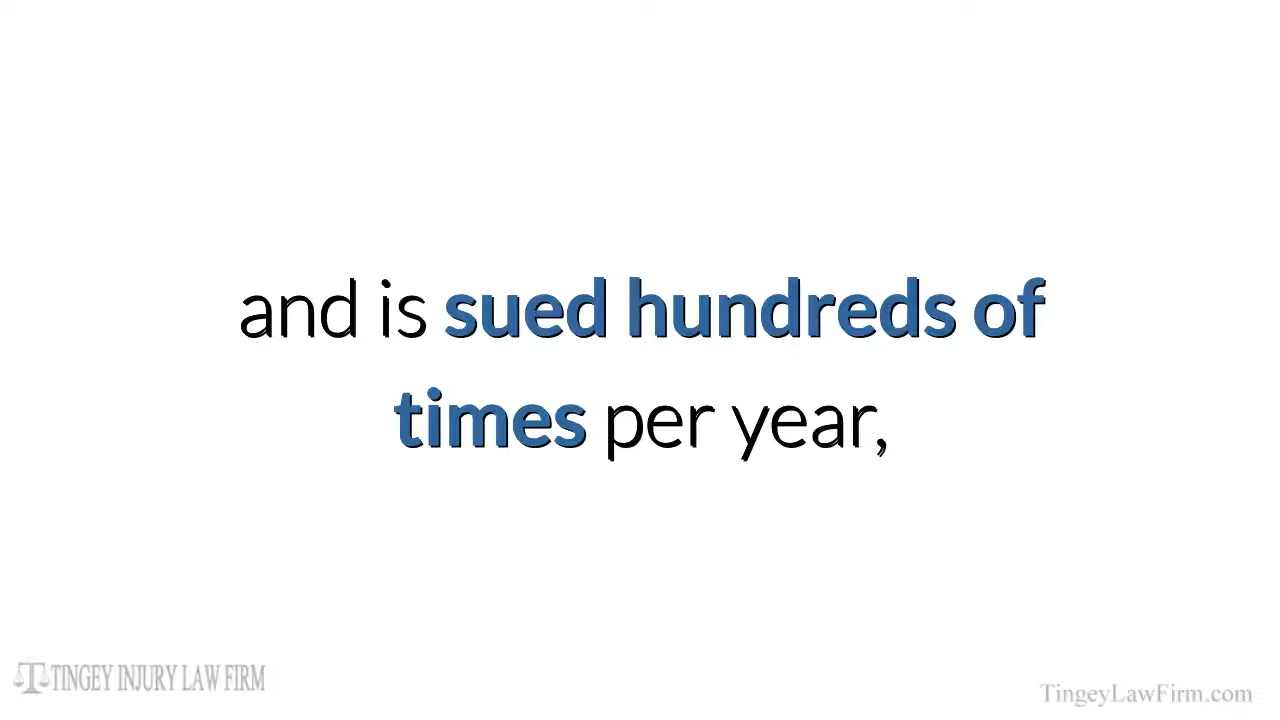 and is sued hundreds of
times per year,
TINGEY INJURY LAW FIRM
TingeyLawFirm.com